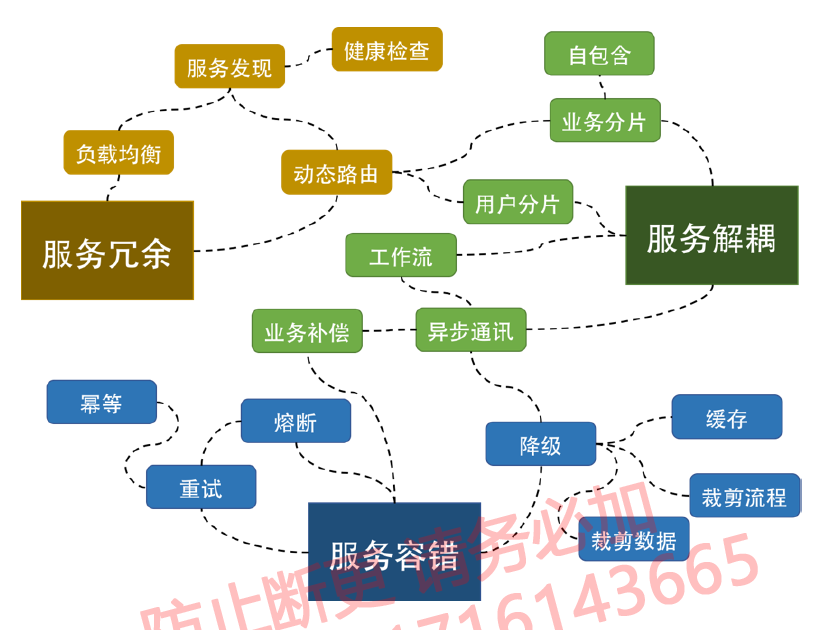 健康检查
自包含
服务发现
业务分片
负载均衡
动态路由
用户分片
服务冗余
服务解耦
工作流
业务补偿
异步通讯
幂等
缓存
熔断
降级
重试
裁剪流程
服务容错
裁剪数据
防止断更 请务必加
1716143665